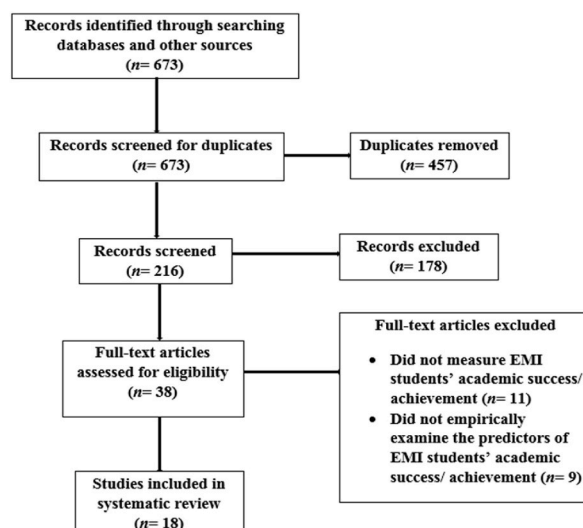 Records identified through searching
databases and other sources
(n= 673)
Records screened for duplicates
(n= 673)
Duplicates removed
(n= 457)
Records screened
(n= 216)
Records excluded
(n= 178)
Full-text articles
assessed for eligibility
(n= 38)
Full-text articles excluded
• Did not measure EMI
students’ academic success/
achievement (n= 11)
• Did not empirically
examine the predictors of
EMI students’ academic
success/ achievement (n= 9)
Studies included in
systematic review
(n= 18)